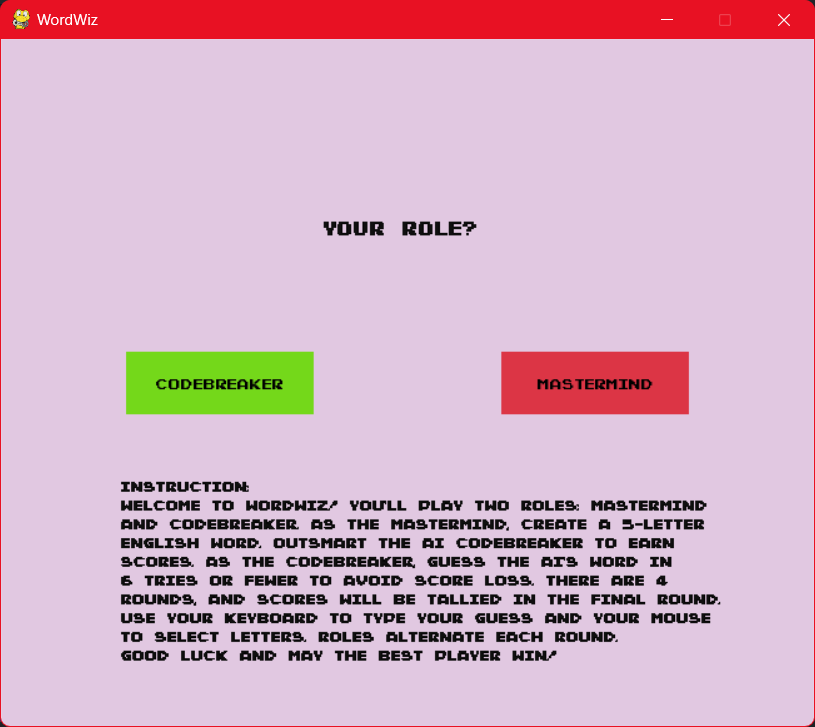 WordWiz
YOUR ROLE?
CODEBREAKER
MASTERMIND
INSTRUCTION:
WELCOME TO WORDWIZ! YOU'LL PLAY TWO ROLES: MASTERMIND
AND CODEBREAKER. AS THE MASTERMIND, CREATE A 5-LETTER
ENGLISH WORD. OUTSMART THE AI CODEBREAKER TO EARN
SCORES. AS THE CODEBREAKER, GUESS THE AI'S WORD IN
6 TRIES OR FEWER TO AVOID SCORE LOSS. THERE ARE 4
ROUNDS, AND SCORES WILL BE TALLIED IN THE FINAL ROUND.
USE YOUR KEYBOARD TO TYPE YOUR GUESS AND YOUR MOUSE
TO SELECT LETTERS. ROLES ALTERNATE EACH ROUND.
GOOD LUCK AND MAY THE BEST PLAYER WIN!